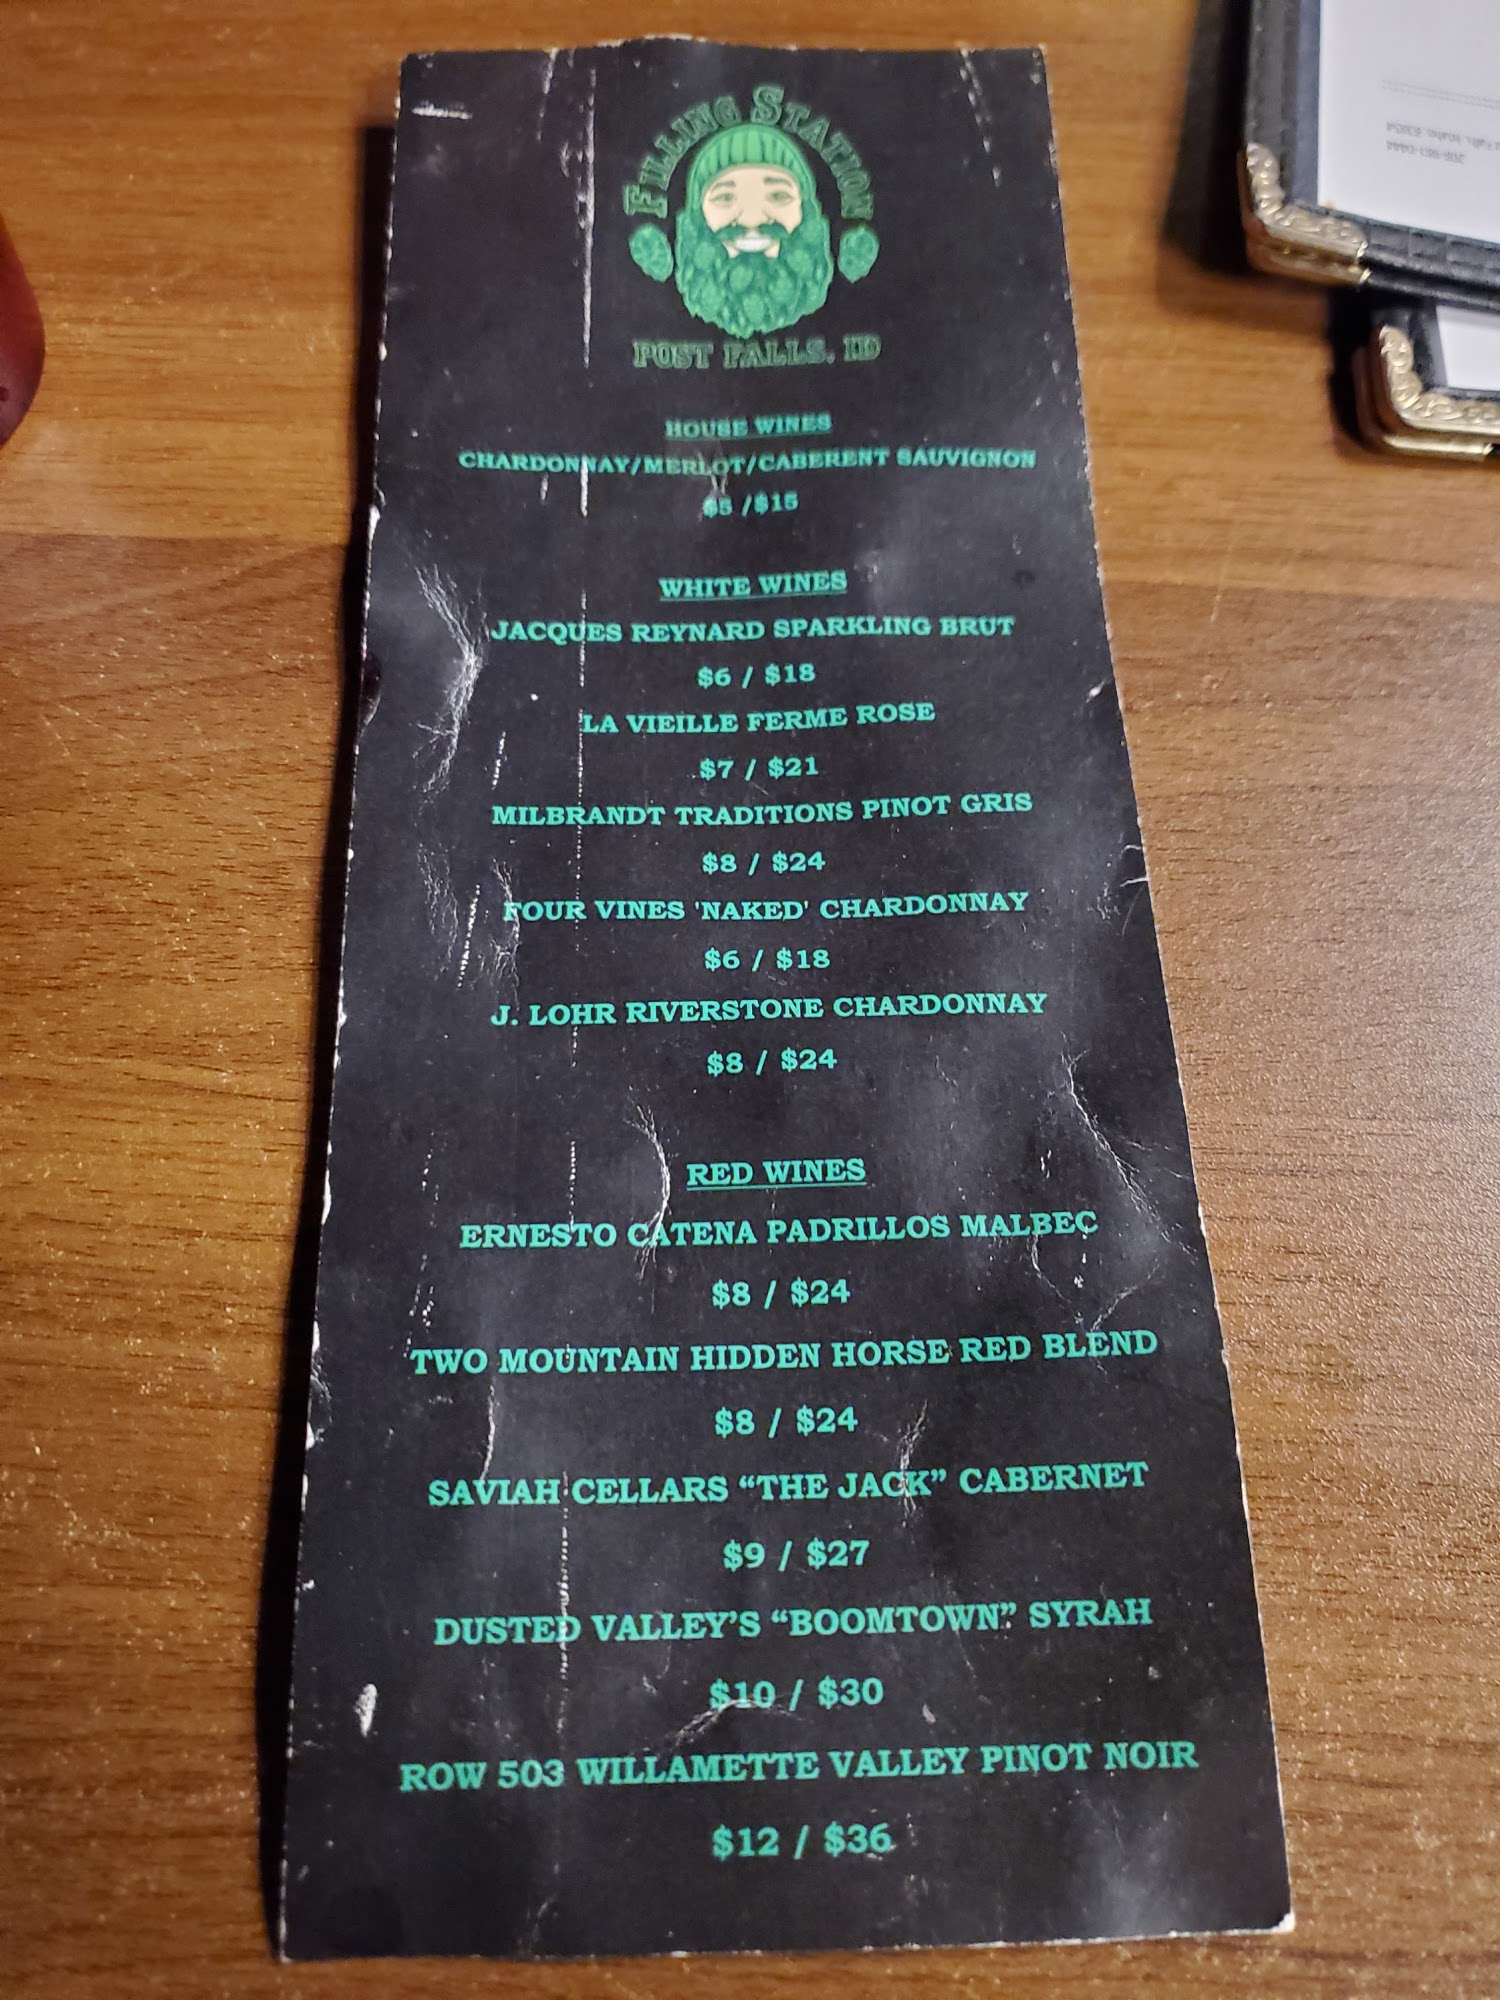 FILLING STATION
POST FALLS, ID
HOUSE WINES
CHARDONNAY/MERLOT/CABERENT SAUVIGNON
$5 /$15
WHITE WINES
JACQUES REYNARD SPARKLING BRUT
$6 / $18
LA VIEILLE FERME ROSE
$7 / $21
MILBRANDT TRADITIONS PINOT GRIS
$8 / $24
FOUR VINES 'NAKED' CHARDONNAY
$6 / $18
J. LOHR RIVERSTONE CHARDONNAY
$8 / $24
RED WINES
ERNESTO CATENA PADRILLOS MALBEC
$8 / $24
TWO MOUNTAIN HIDDEN HORSE RED BLEND
$8 / $24
SAVIAH CELLARS “THE JACK” CABERNET
$9 / $27
DUSTED VALLEY’S “BOOMTOWN” SYRAH
$10 / $30
ROW 503 WILLAMETTE VALLEY PINOT NOIR
$12 / $36
Falls, Idaho, 83854